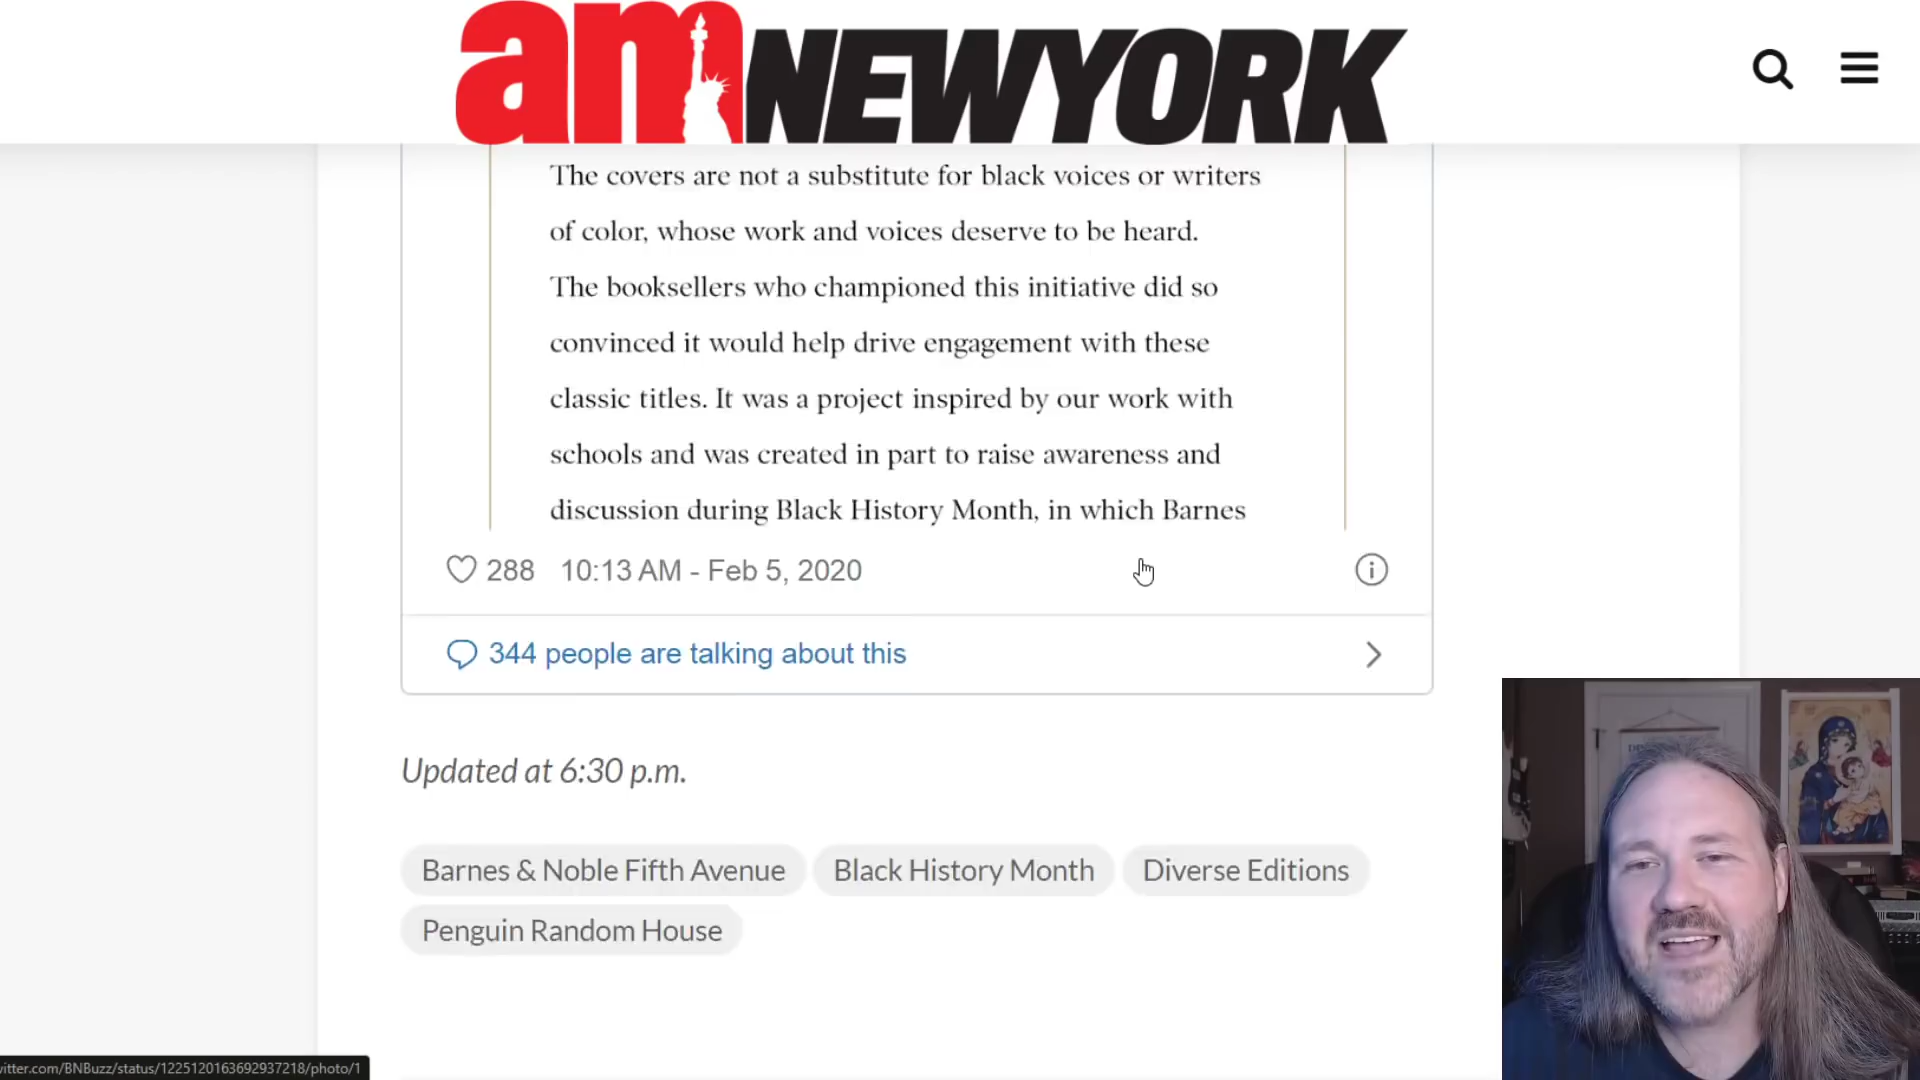 am NEWYORK
The covers are not a substitute for black voices or writers
of color, whose work and voices deserve to be heard.
The booksellers who championed this initiative did so
convinced it would help drive engagement with these
classic titles. It was a project inspired by our work with
schools and was created in part to raise awareness and
discussion during Black History Month, in which Barnes
288 10:13 AM - Feb 5, 2020
344 people are talking about this
Updated at 6:30 p.m.
Barnes & Noble Fifth Avenue Black History Month Diverse Editions
Penguin Random House
witter.com/BNBuzz/status/1225120163692937218/photo/1